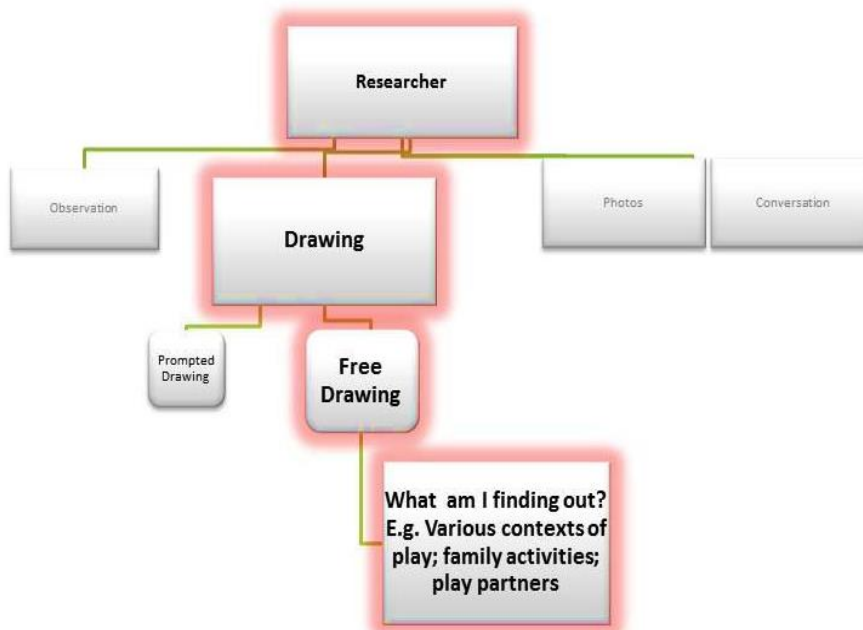 Researcher
Observation
Drawing
Photos
Conversation
Prompted
Drawing
Free
Drawing
What am I finding out?
E.g. Various contexts of
play; family activities;
play partners